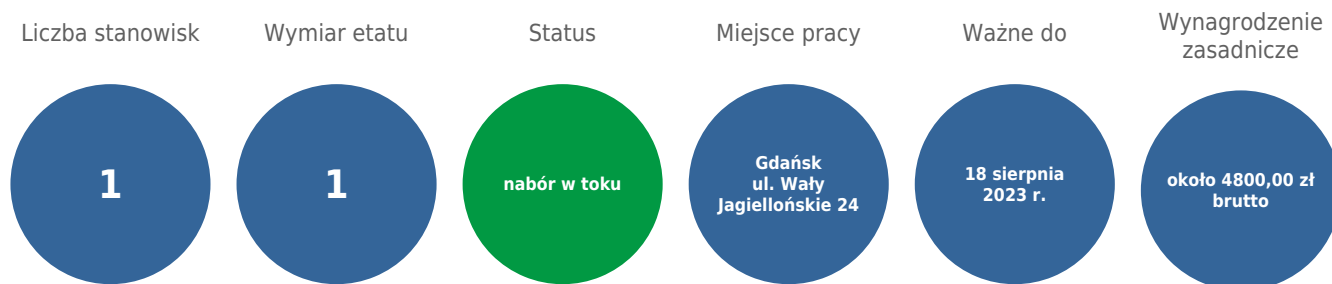 Liczba stanowisk
1
Wymiar etatu
1
Status
nabór w toku
Miejsce pracy
Gdańsk
ul. Wały
Jagiellońskie 24
Ważne do
18 sierpnia
2023 r.
Wynagrodzenie
zasadnicze
około 4800,00 zł
brutto